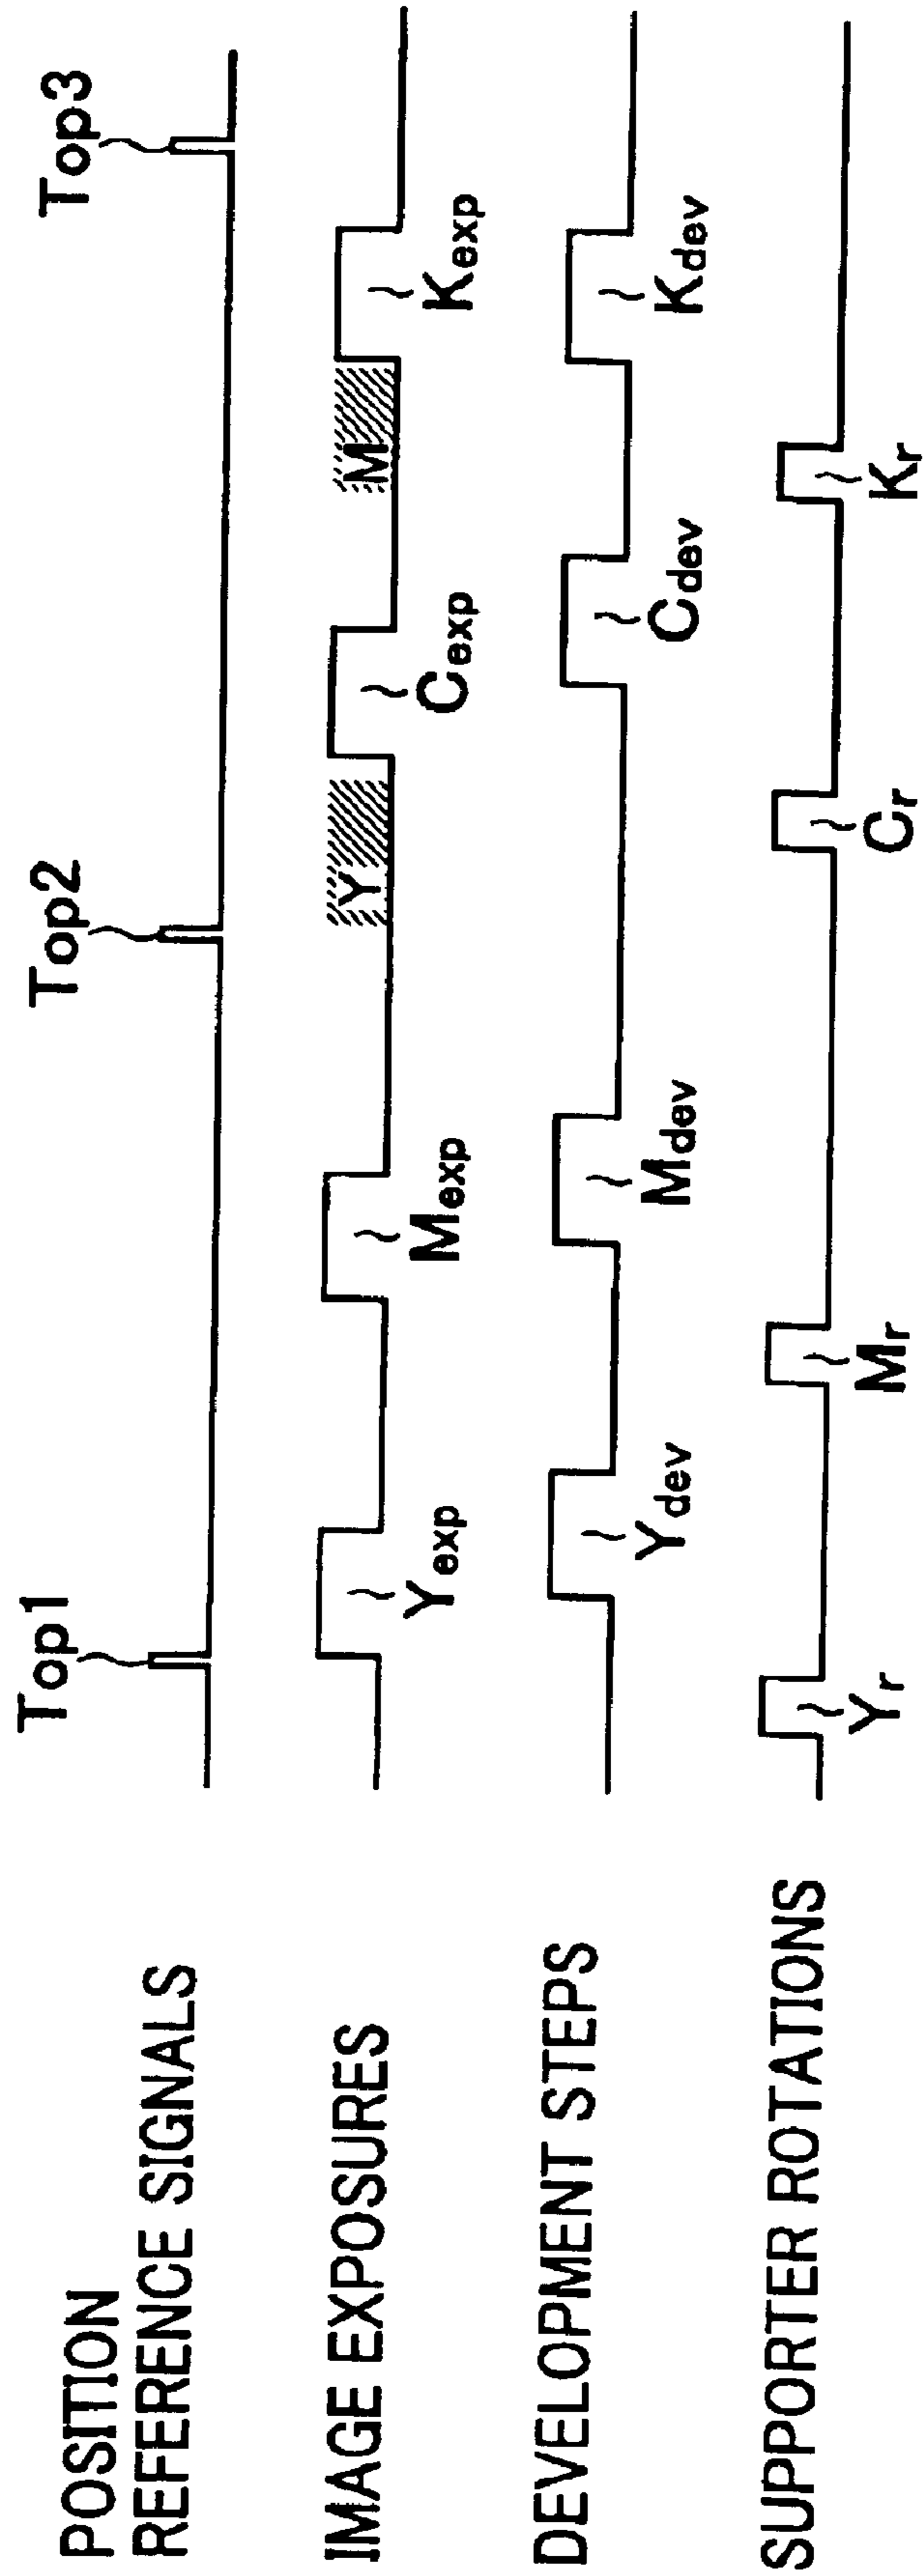 POSITION
REFERENCE SIGNALS
Top1
Top2
Top3
IMAGE EXPOSURES
Yexp
Mexp
Y
Cexp
M
Kexp
DEVELOPMENT STEPS
Ydev
Mdev
Cdev
Kdev
SUPPORTER ROTATIONS
Yr
Mr
Cr
Kr